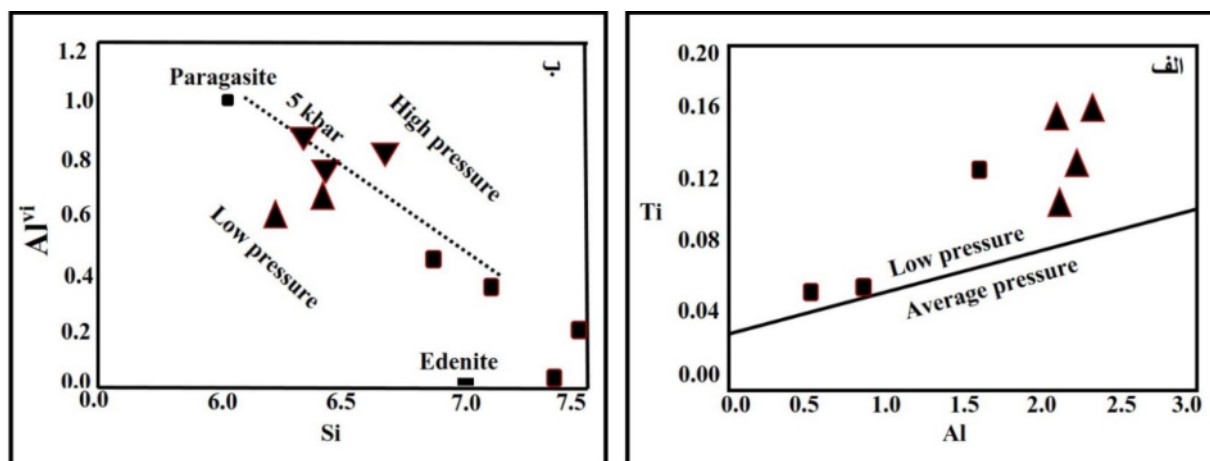 1.2
1.0
0.8
0.6
0.4
0.2
0.0
Al^vi
Paragasite
5 kbar
High pressure
Low pressure
Edenite
0.0 6.0 6.5 7.0 7.5
Si
الف
0.20
0.16
0.12
0.08
0.04
0.00
Ti
Low pressure
Average pressure
0.0 0.5 1.0 1.5 2.0 2.5 3.0
Al